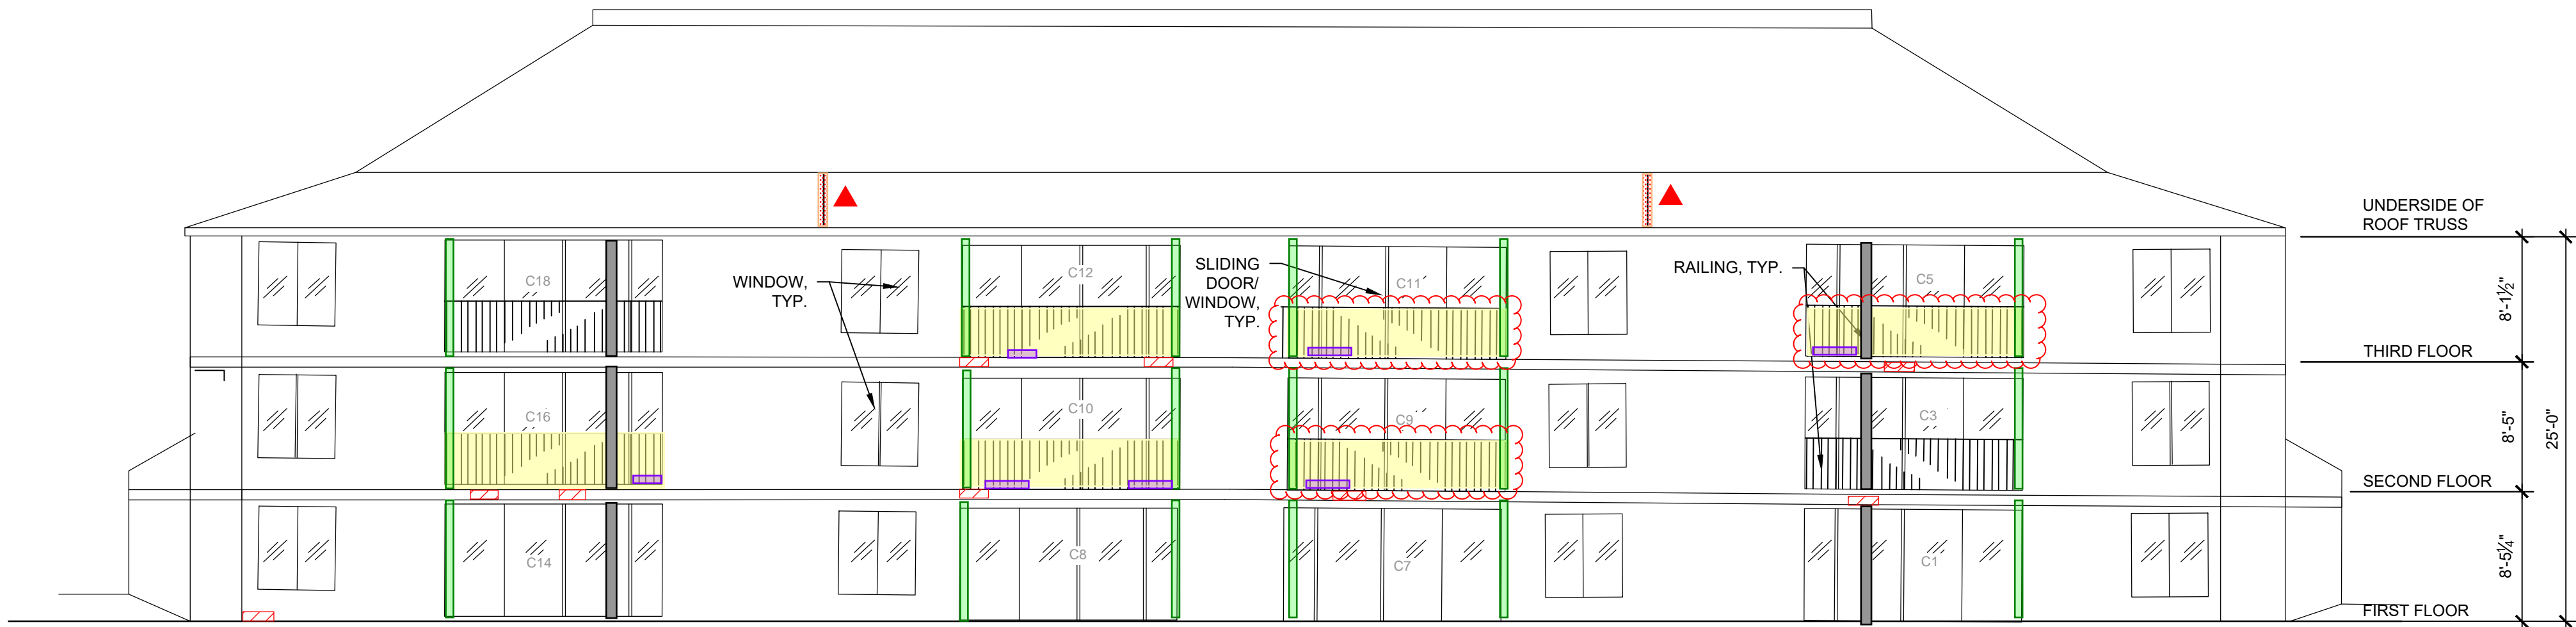 UNDERSIDE OF
ROOF TRUSS
C18
WINDOW,
TYP.
C12
SLIDING
DOOR/
WINDOW,
TYP.
C11
RAILING, TYP.
C5
8'-1½"
THIRD FLOOR
C16
C10
C9
C3
8'-5"
25'-0"
SECOND FLOOR
C14
C8
C7
C1
8'-5¼"
FIRST FLOOR